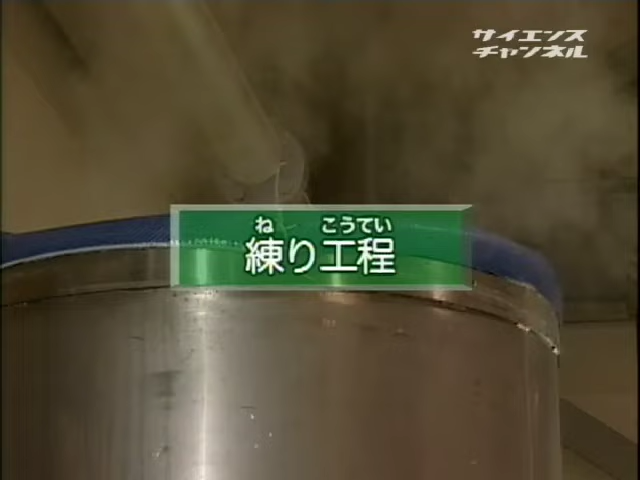 サイエンス
チャンネル
ね こうてい
練り工程